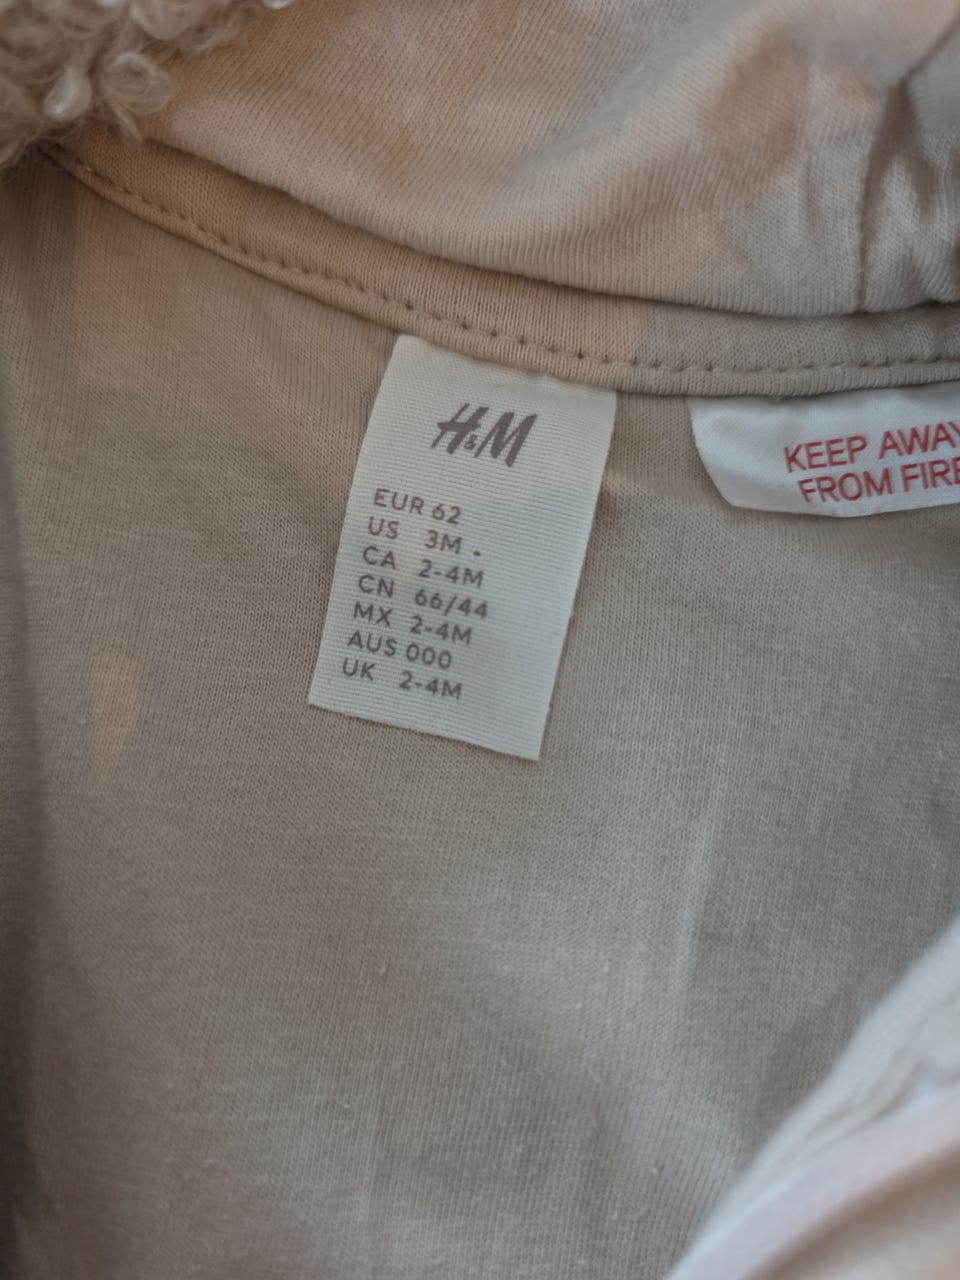 H&M
EUR 62
US 3M
CA 2-4M
CN 66/44
MX 2-4M
AUS 000
UK 2-4M
KEEP AWAY
FROM FIRE